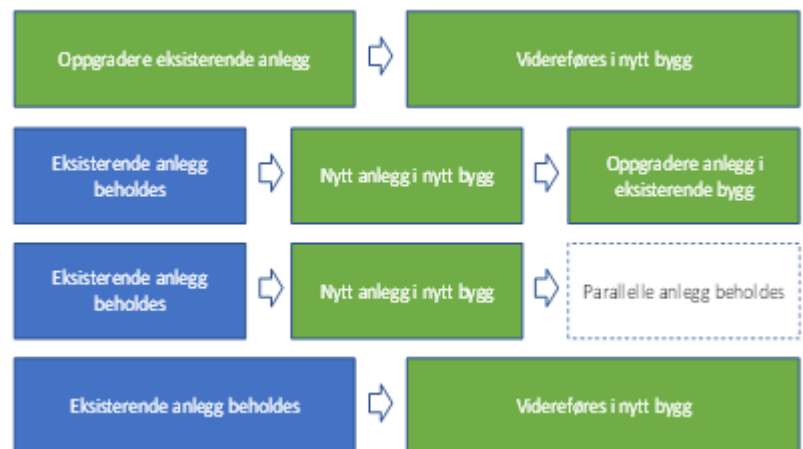 Oppgradere eksisterende anlegg
Videreføres i nytt bygg
Eksisterende anlegg
beholdes
Nytt anlegg i nytt bygg
Oppgradere anlegg i
eksisterende bygg
Eksisterende anlegg
beholdes
Nytt anlegg i nytt bygg
Parallelle anlegg beholdes
Eksisterende anlegg beholdes
Videreføres i nytt bygg